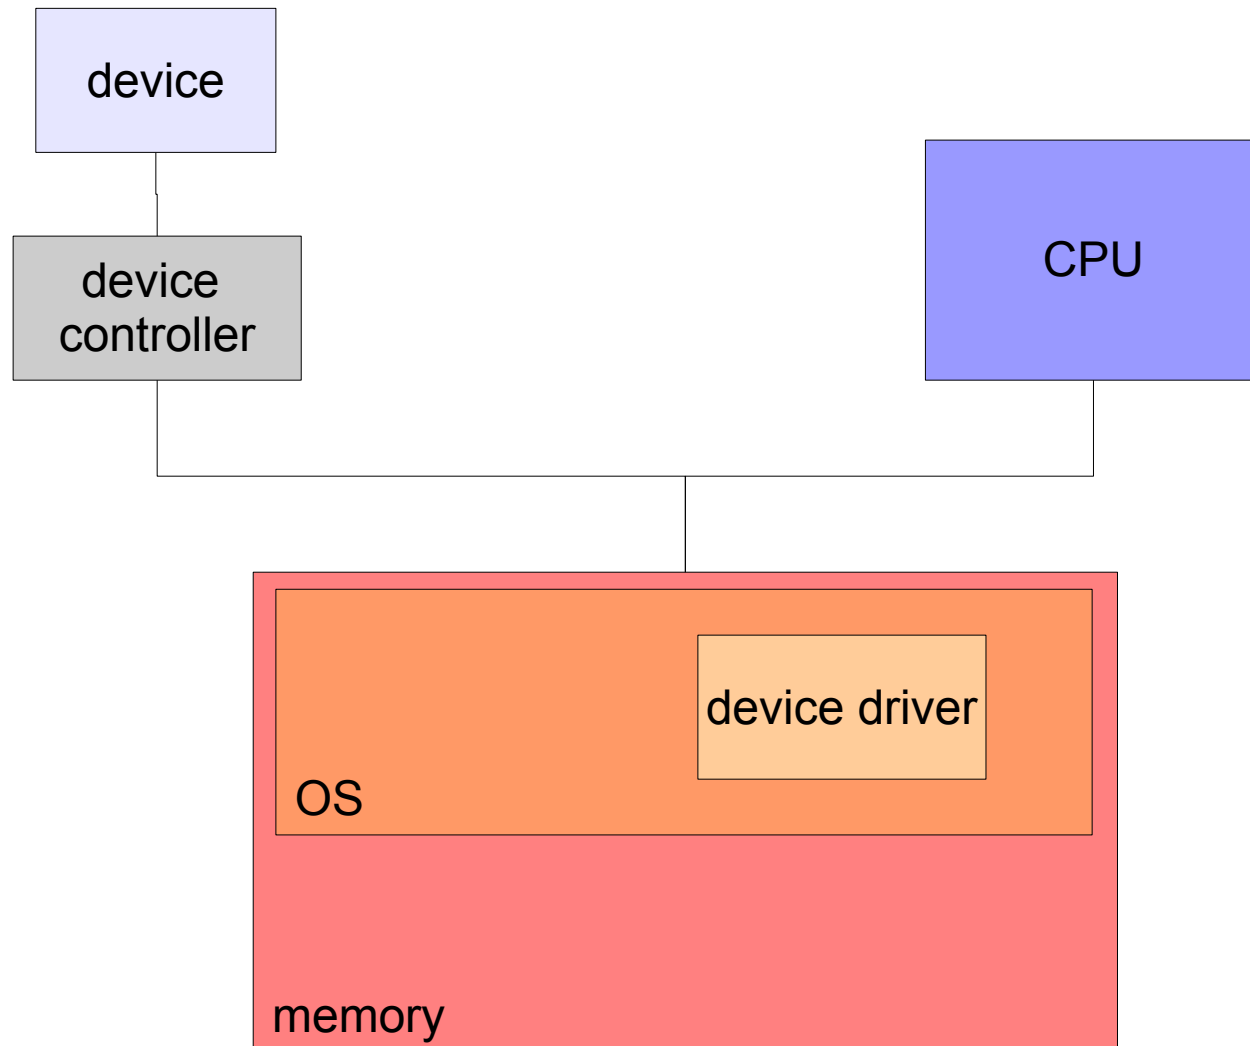 device
device
controller
CPU
device driver
OS
memory